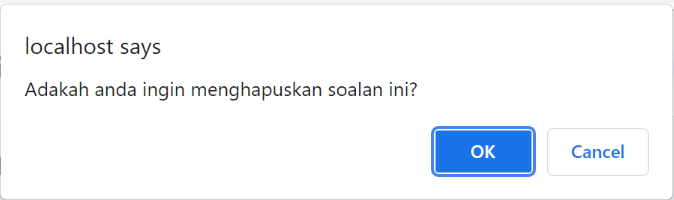 localhost says
Adakah anda ingin menghapuskan soalan ini?
OK
Cancel